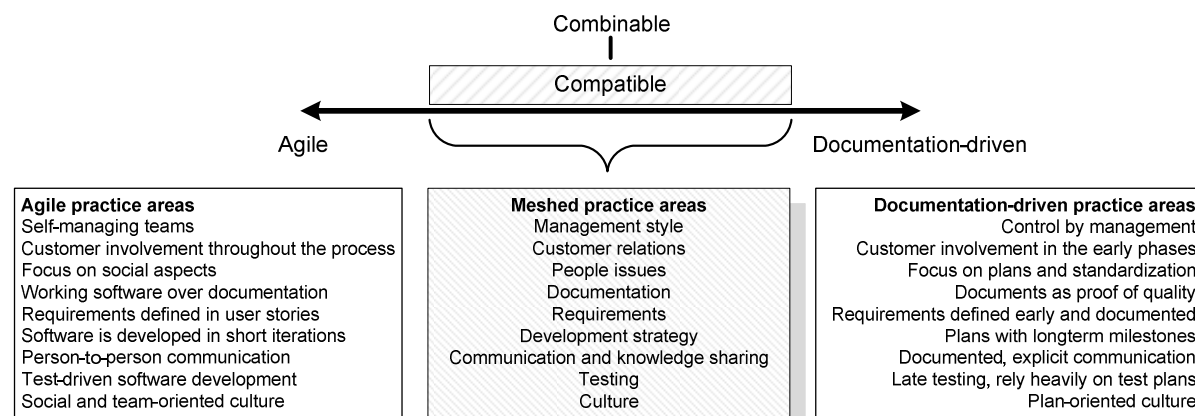 Combinable
Compatible
Agile
Documentation-driven
Agile practice areas
Self-managing teams
Customer involvement throughout the process
Focus on social aspects
Working software over documentation
Requirements defined in user stories
Software is developed in short iterations
Person-to-person communication
Test-driven software development
Social and team-oriented culture
Meshed practice areas
Management style
Customer relations
People issues
Documentation
Requirements
Development strategy
Communication and knowledge sharing
Testing
Culture
Documentation-driven practice areas
Control by management
Customer involvement in the early phases
Focus on plans and standardization
Documents as proof of quality
Requirements defined early and documented
Plans with longterm milestones
Documented, explicit communication
Late testing, rely heavily on test plans
Plan-oriented culture